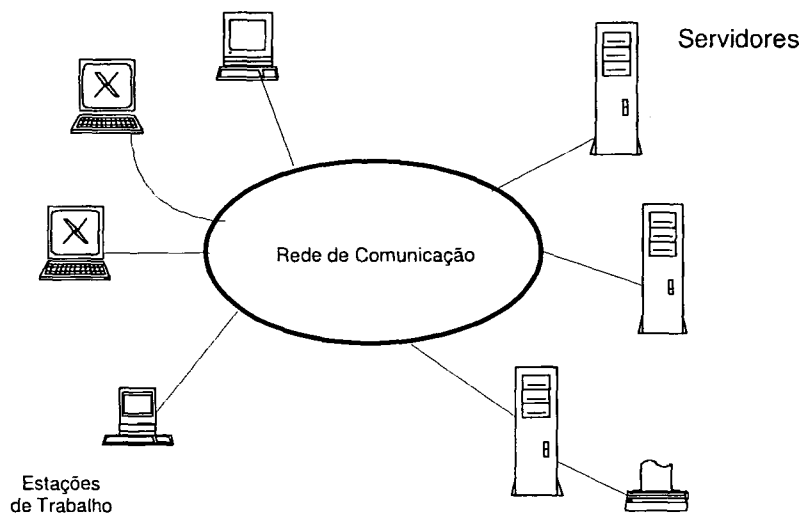 Servidores
Rede de Comunicação
Estações
de Trabalho